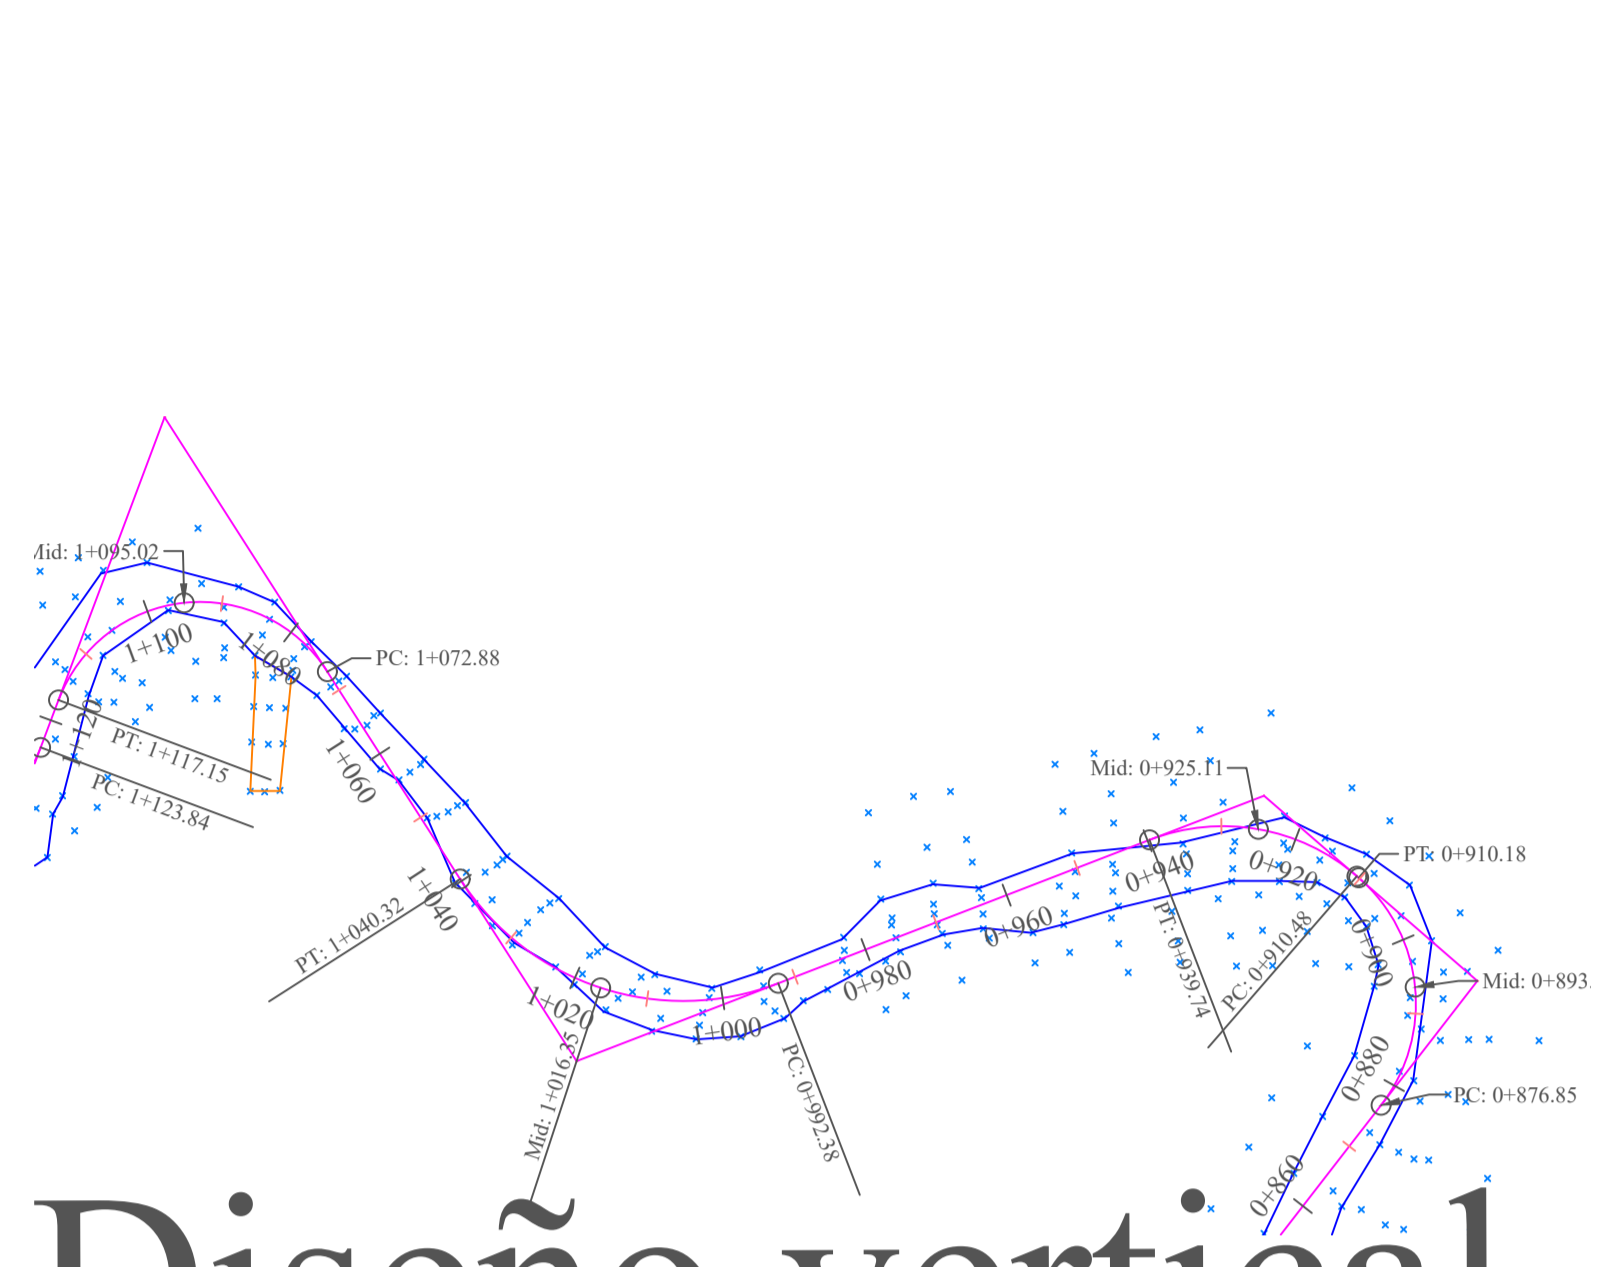 Mid: 1+095.02
1+100
1+080
PC: 1+072.88
1+120
PT: 1+117.15
PC: 1+123.84
1+060
1+040
PT: 1+040.32
1+020
Mid: 1+016.35
1+000
PC: 0+992.38
0+980
0+960
0+940
PT: 0+939.74
Mid: 0+925.11
0+920
PT: 0+910.18
PC: 0+910.48
0+900
Mid: 0+893.
0+880
PC: 0+876.85
0+860
Diseño vertical